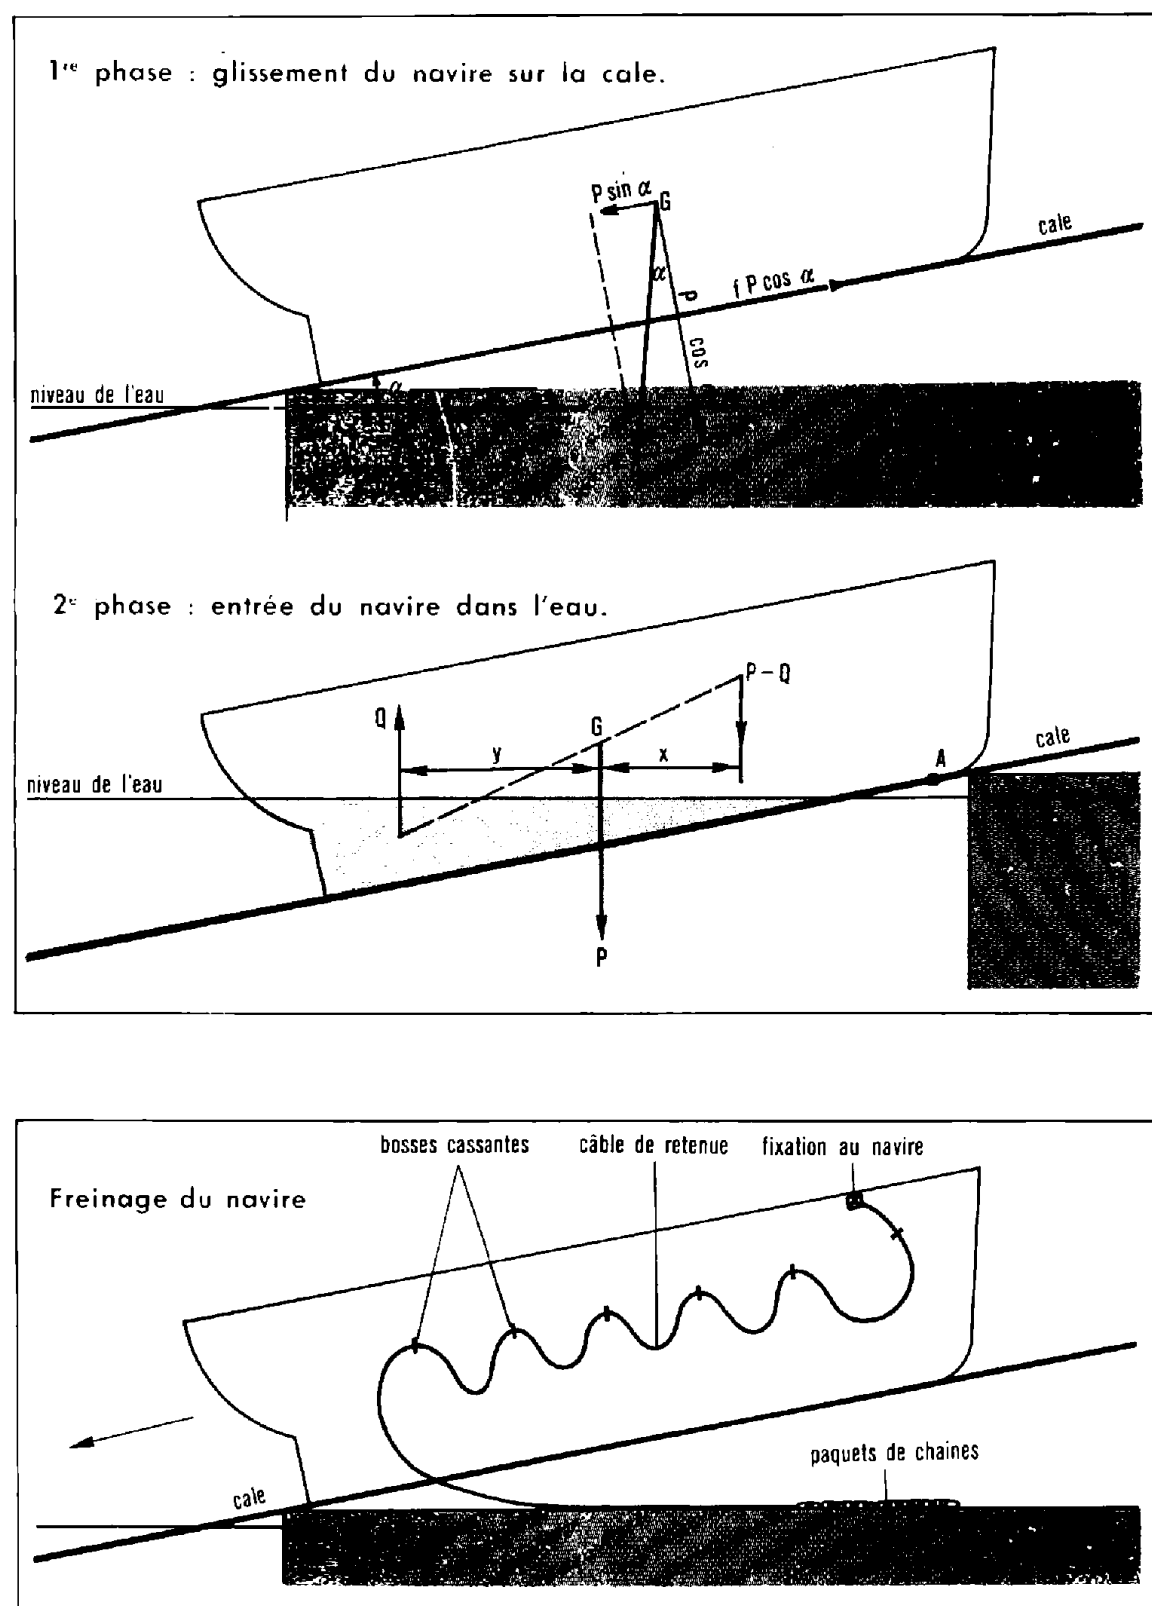 1re phase : glissement du navire sur la cale.
P sin α
G
cale
α
f P cos α
P cos
α
niveau de l'eau
2e phase : entrée du navire dans l'eau.
P – Q
Q
G
cale
y
x
A
niveau de l'eau
P
bosses cassantes
câble de retenue
fixation au navire
Freinage du navire
paquets de chaines
cale